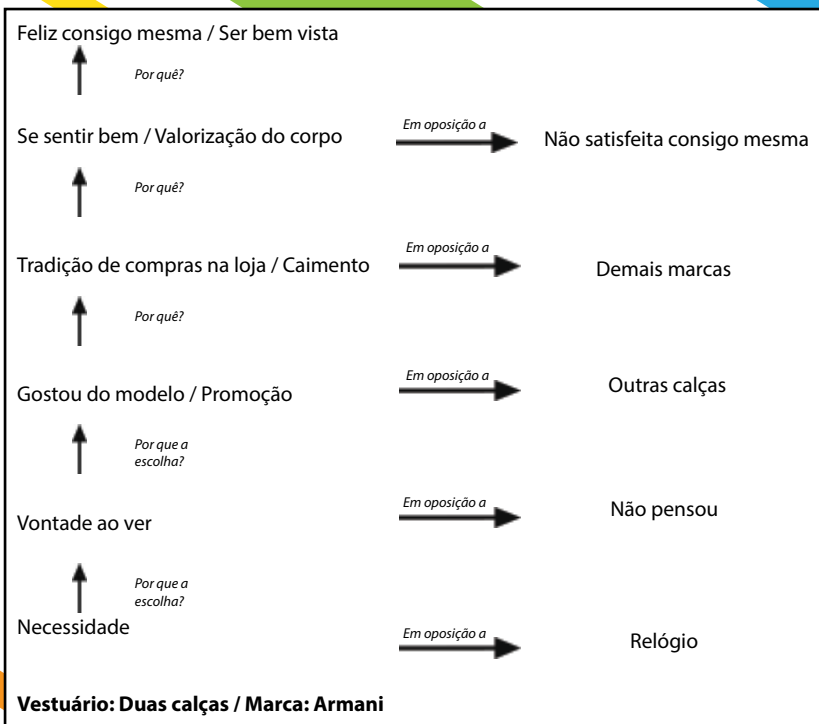 Feliz consigo mesma / Ser bem vista
Por quê?
Se sentir bem / Valorização do corpo
Em oposição a
Não satisfeita consigo mesma
Por quê?
Tradição de compras na loja / Caimento
Em oposição a
Demais marcas
Por quê?
Gostou do modelo / Promoção
Em oposição a
Outras calças
Por que a
escolha?
Vontade ao ver
Em oposição a
Não pensou
Por que a
escolha?
Necessidade
Em oposição a
Relógio
Vestuário: Duas calças / Marca: Armani